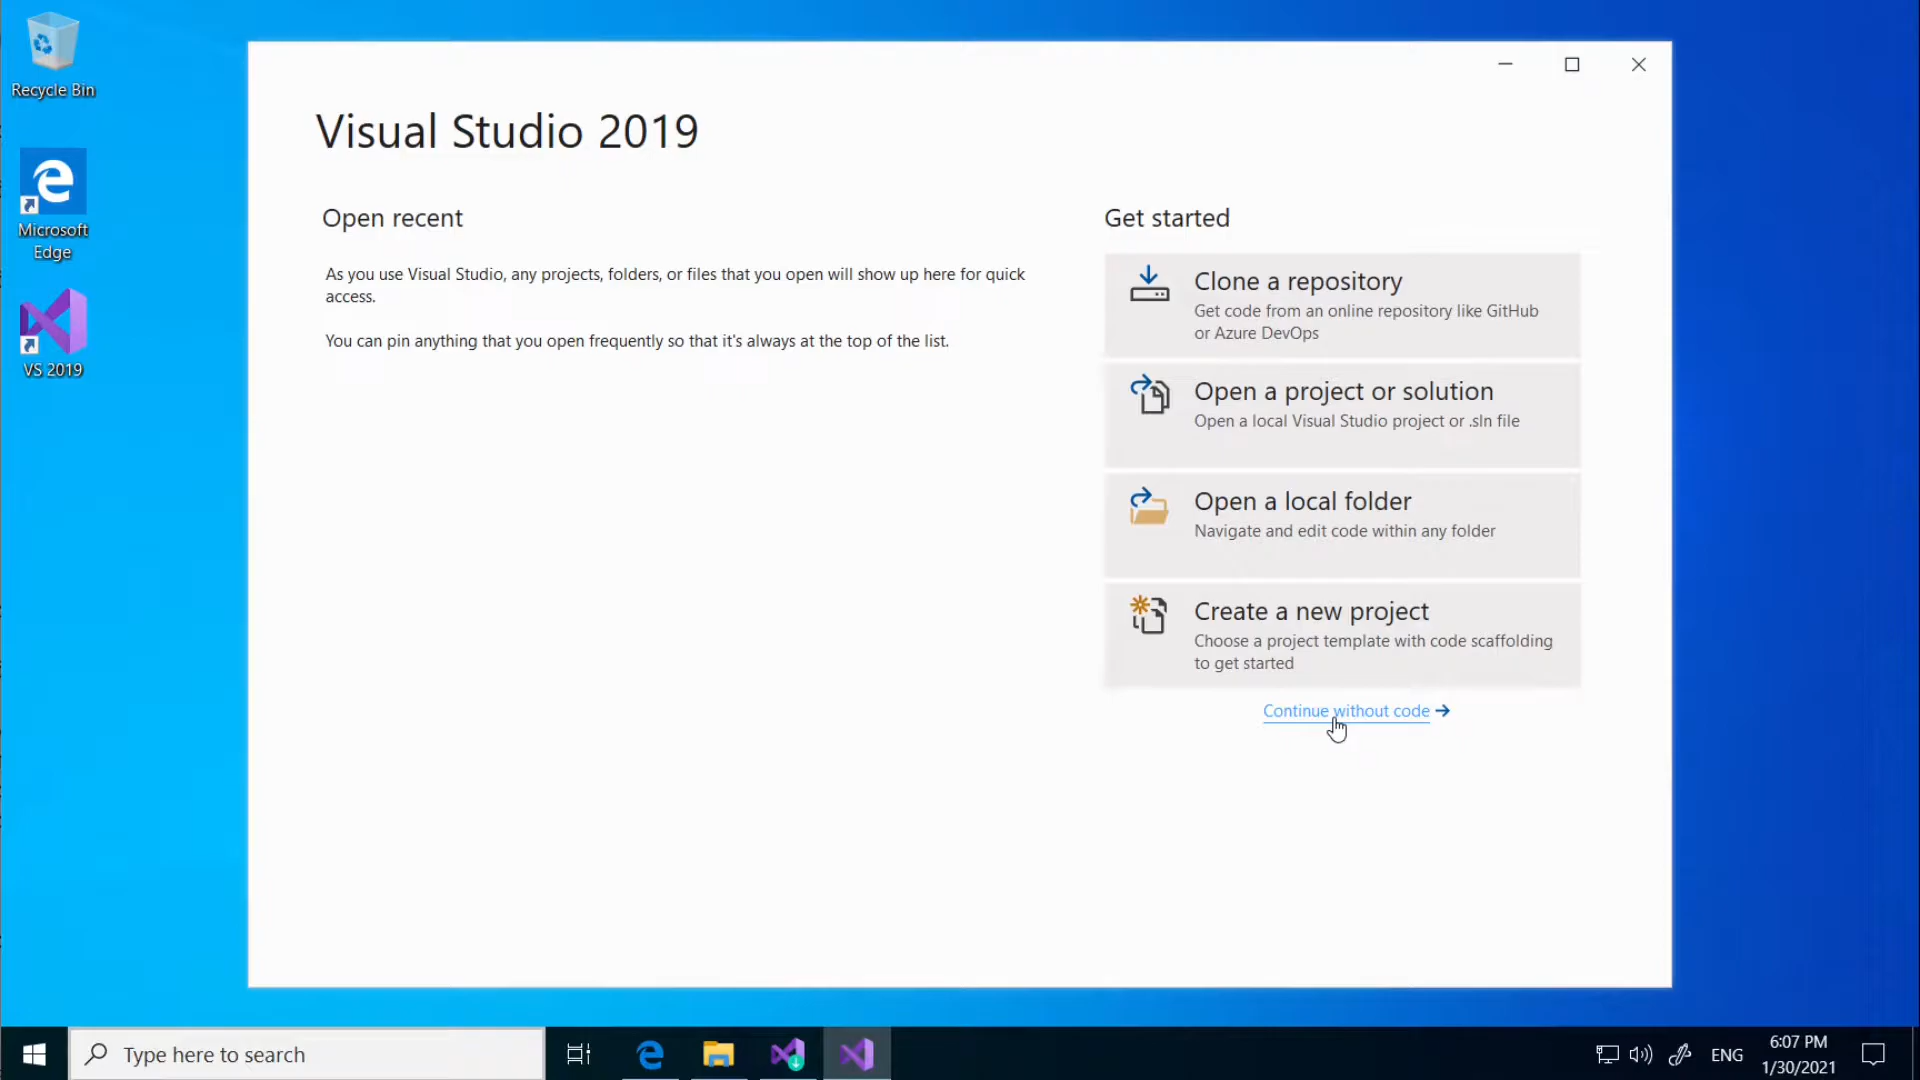 Recycle Bin
Microsoft
Edge
VS 2019
Visual Studio 2019
Open recent
As you use Visual Studio, any projects, folders, or files that you open will show up here for quick
access.
You can pin anything that you open frequently so that it's always at the top of the list.
Get started
Clone a repository
Get code from an online repository like GitHub
or Azure DevOps
Open a project or solution
Open a local Visual Studio project or .sln file
Open a local folder
Navigate and edit code within any folder
Create a new project
Choose a project template with code scaffolding
to get started
Continue without code →
Type here to search
ENG
6:07 PM
1/30/2021